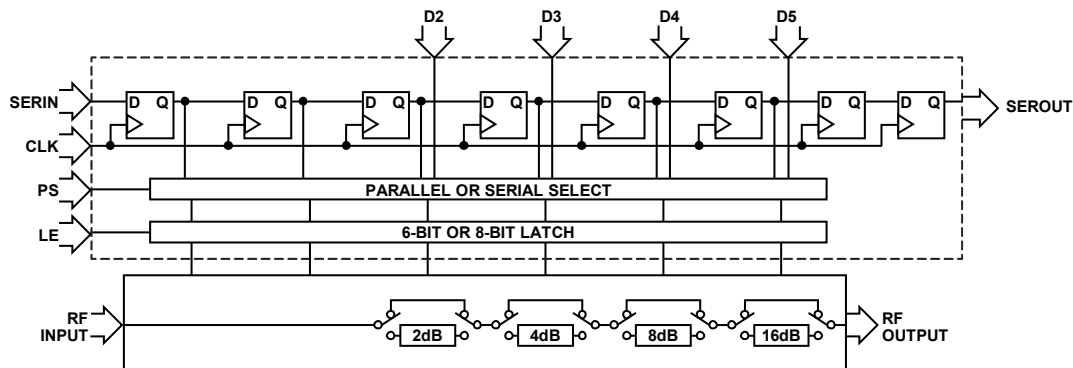 D2 D3 D4 D5
D Q D Q D Q D Q D Q D Q D Q D Q
SERIN
SEROUT
CLK
PS
PARALLEL OR SERIAL SELECT
LE
6-BIT OR 8-BIT LATCH
RF
INPUT
2dB 4dB 8dB 16dB
RF
OUTPUT